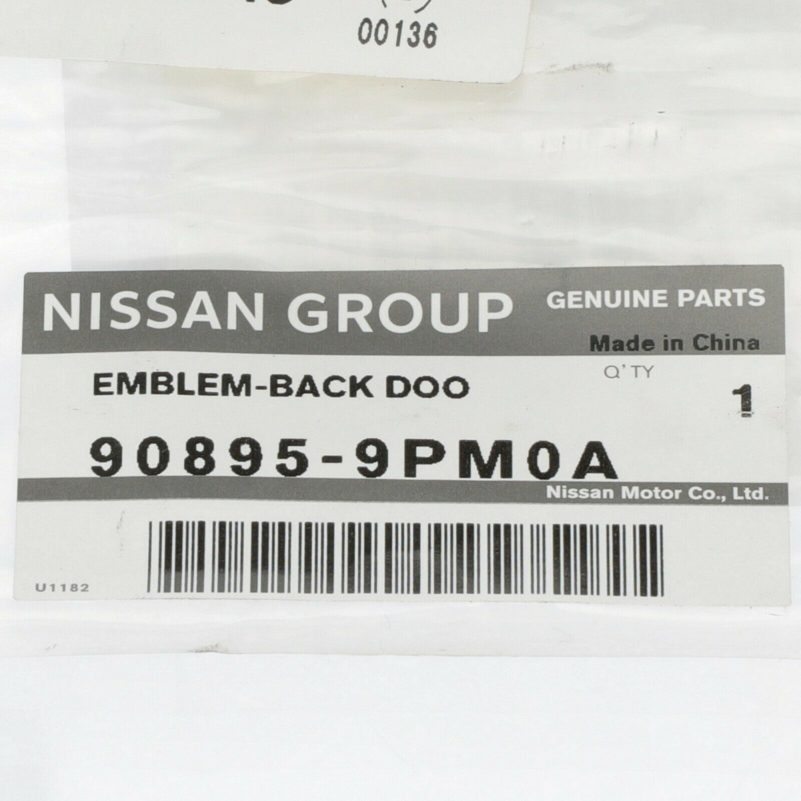 00136
NISSAN GROUP GENUINE PARTS
Made in China
EMBLEM-BACK DOO Q'TY 1
90895-9PM0A
Nissan Motor Co., Ltd.
U1182